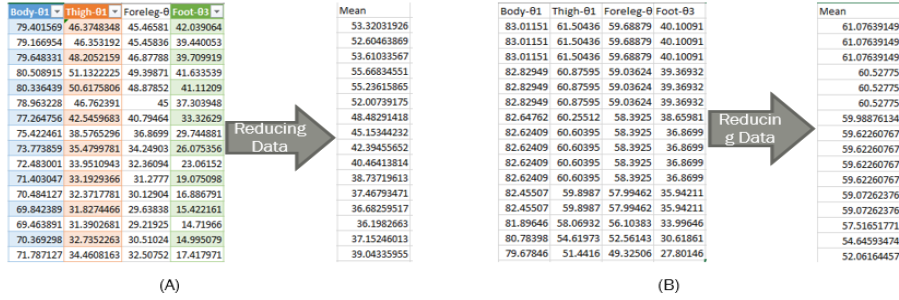 Body-θ1 Thigh-θ1 Foreleg-θ Foot-θ3
79.401569 46.3748348 45.46581 42.039064
79.166954 46.353192 45.45836 39.440053
79.648331 48.2052159 46.87788 39.709919
80.508915 51.1322225 49.39871 41.633539
80.336439 50.6175806 48.87852 41.11209
78.963228 46.762391 45 37.303948
77.264756 42.5459683 40.79464 33.32629
75.422461 38.5765296 36.8699 29.744881
73.773859 35.4799781 34.24903 26.075356
72.483001 33.9510943 32.36094 23.06152
71.403047 33.1929366 31.2777 19.075098
70.484127 32.3717781 30.12904 16.886791
69.842389 31.8274466 29.63838 15.422161
69.463891 31.3902681 29.21925 14.71966
70.369298 32.7352263 30.51024 14.995079
71.787127 34.4608163 32.50752 17.417971
Reducing
Data
Mean
53.32031926
52.60463869
53.61033567
55.66834551
55.23615865
52.00739175
48.48291418
45.15344232
42.39455652
40.46413814
38.73719613
37.46793471
36.68259517
36.1982663
37.15246013
39.04335955
(A)
Body-θ1 Thigh-θ1 Foreleg-θ Foot-θ3
83.01151 61.50436 59.68879 40.10091
83.01151 61.50436 59.68879 40.10091
83.01151 61.50436 59.68879 40.10091
82.82949 60.87595 59.03624 39.36932
82.82949 60.87595 59.03624 39.36932
82.82949 60.87595 59.03624 39.36932
82.64762 60.25512 58.3925 38.65981
82.62409 60.60395 58.3925 36.8699
82.62409 60.60395 58.3925 36.8699
82.62409 60.60395 58.3925 36.8699
82.62409 60.60395 58.3925 36.8699
82.45507 59.8987 57.99462 35.94211
82.45507 59.8987 57.99462 35.94211
81.89646 58.06932 56.10383 33.99646
80.78398 54.61973 52.56143 30.61861
79.67846 51.4416 49.32506 27.80146
Reducin
g Data
Mean
61.07639149
61.07639149
61.07639149
60.52775
60.52775
60.52775
59.98876134
59.62260767
59.62260767
59.62260767
59.62260767
59.07262376
59.07262376
57.51651771
54.64593474
52.06164457
(B)